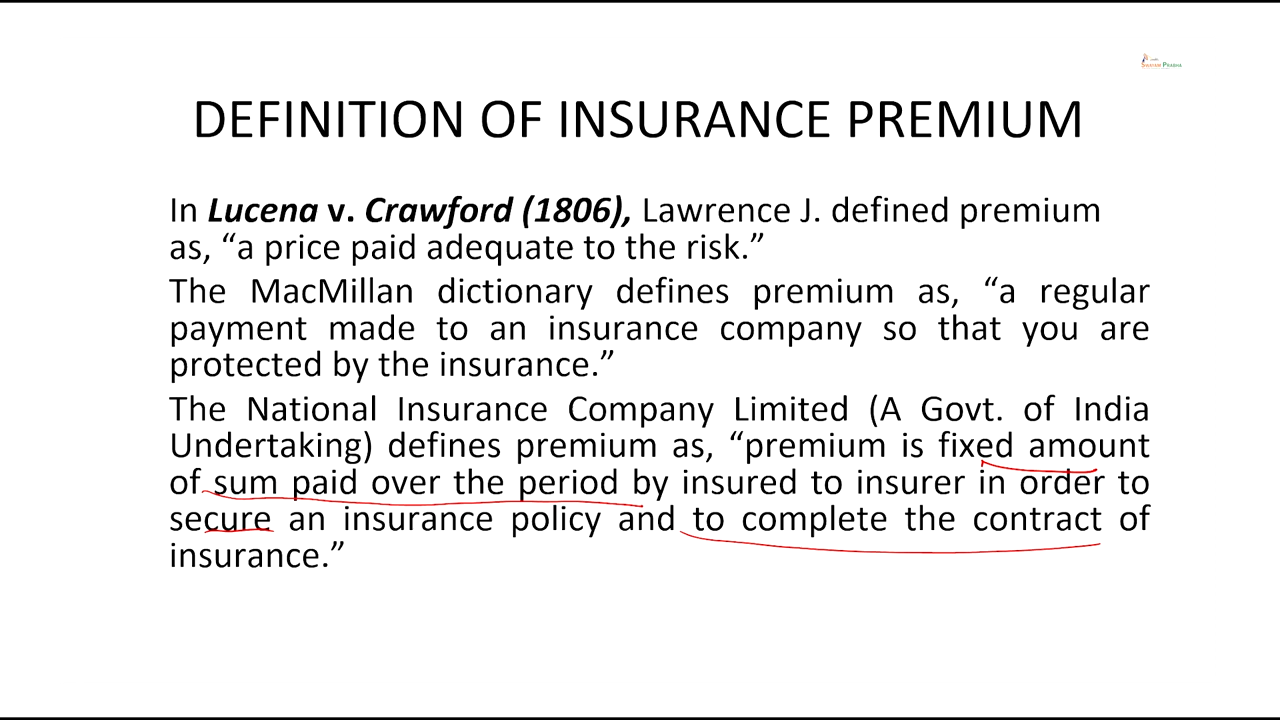 SWAYAM PRABHA
DEFINITION OF INSURANCE PREMIUM
In Lucena v. Crawford (1806), Lawrence J. defined premium
as, “a price paid adequate to the risk.”
The MacMillan dictionary defines premium as, “a regular
payment made to an insurance company so that you are
protected by the insurance.”
The National Insurance Company Limited (A Govt. of India
Undertaking) defines premium as, “premium is fixed amount
of sum paid over the period by insured to insurer in order to
secure an insurance policy and to complete the contract of
insurance.”